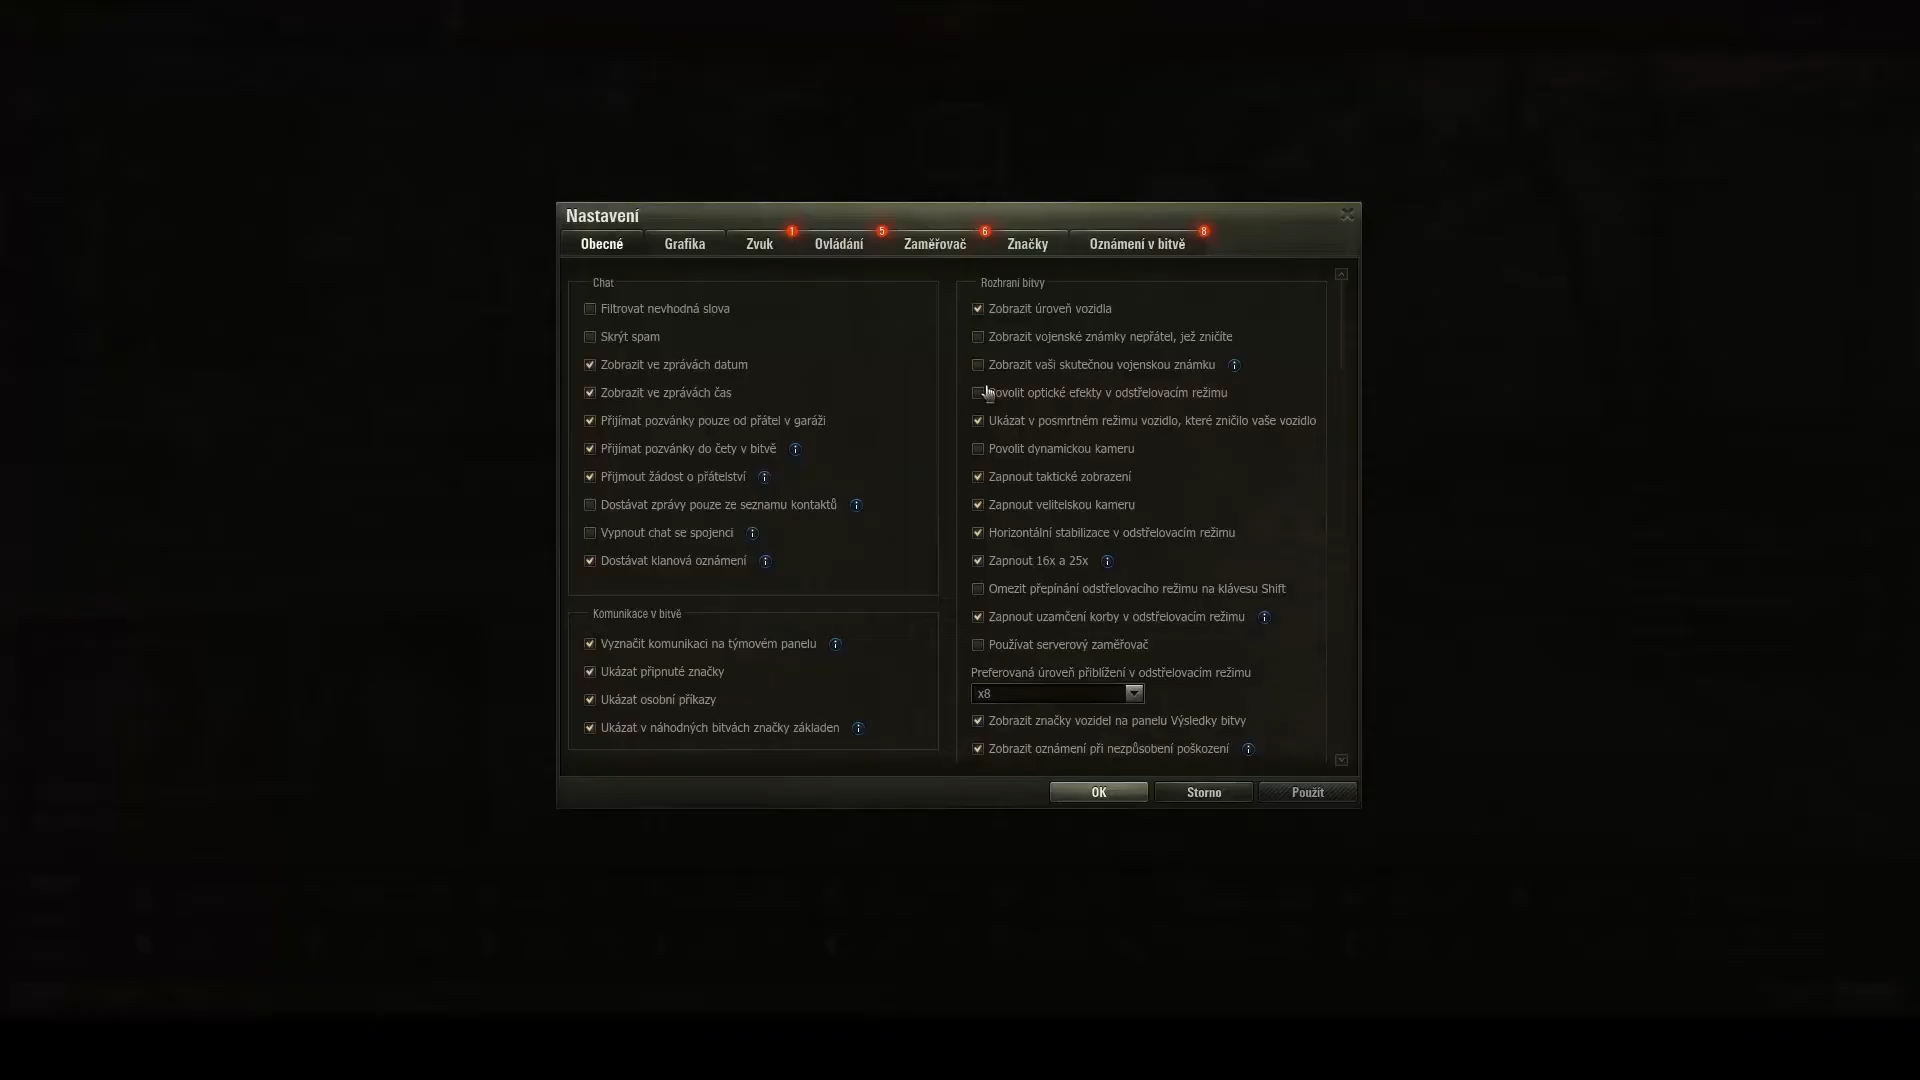 Nastavení
Obecné
Grafika
Zvuk
1
Ovládání
5
Zaměřovač
6
Značky
Oznámení v bitvě
8
Chat
Filtrovat nevhodná slova
Skrýt spam
Zobrazit ve zprávách datum
Zobrazit ve zprávách čas
Přijímat pozvánky pouze od přátel v garáži
Přijímat pozvánky do čety v bitvě
Přijmout žádost o přátelství
Dostávat zprávy pouze ze seznamu kontaktů
Vypnout chat se spojenci
Dostávat klanová oznámení
Komunikace v bitvě
Vyznačit komunikaci na týmovém panelu
Ukázat připnuté značky
Ukázat osobní příkazy
Ukázat v náhodných bitvách značky základen
Rozhraní bitvy
Zobrazit úroveň vozidla
Zobrazit vojenské známky nepřátel, jež zničíte
Zobrazit vaši skutečnou vojenskou známku
Povolit optické efekty v odstřelovacím režimu
Ukázat v posmrtném režimu vozidlo, které zničilo vaše vozidlo
Povolit dynamickou kameru
Zapnout taktické zobrazení
Zapnout velitelskou kameru
Horizontální stabilizace v odstřelovacím režimu
Zapnout 16x a 25x
Omezit přepínání odstřelovacího režimu na klávesu Shift
Zapnout uzamčení korby v odstřelovacím režimu
Používat serverový zaměřovač
Preferovaná úroveň přiblížení v odstřelovacím režimu
x8
Zobrazit značky vozidel na panelu Výsledky bitvy
Zobrazit oznámení při nezpůsobení poškození
OK
Storno
Použít